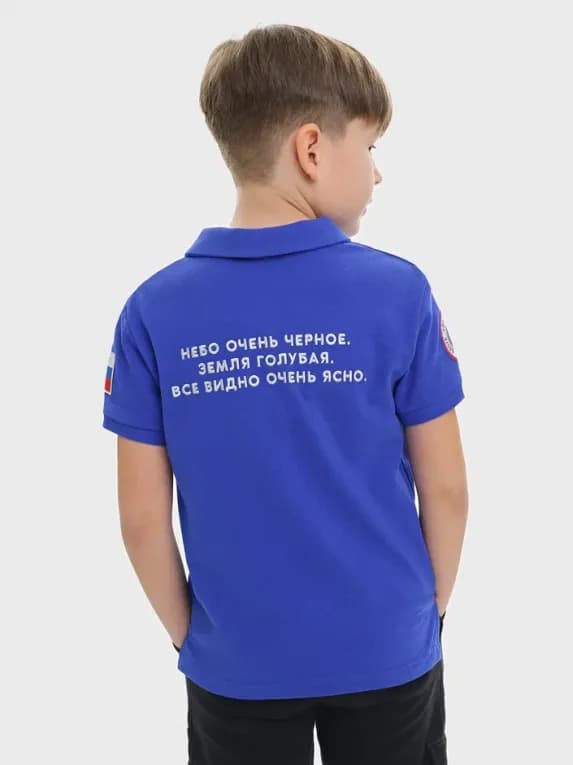 НЕБО ОЧЕНЬ ЧЕРНОЕ.
ЗЕМЛЯ ГОЛУБАЯ.
ВСЕ ВИДНО ОЧЕНЬ ЯСНО.